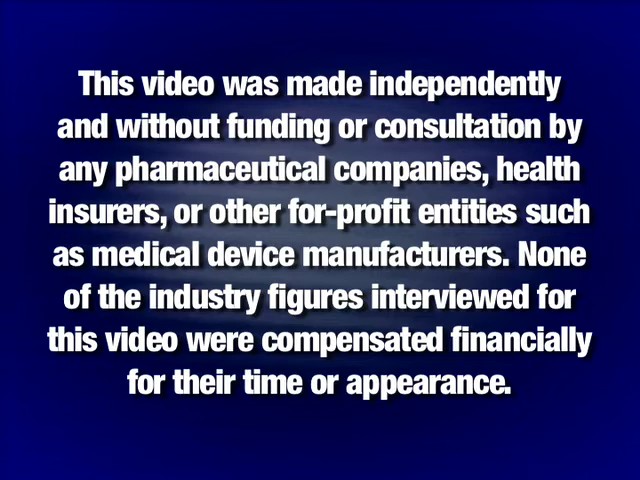 This video was made independently
and without funding or consultation by
any pharmaceutical companies, health
insurers, or other for-profit entities such
as medical device manufacturers. None
of the industry figures interviewed for
this video were compensated financially
for their time or appearance.